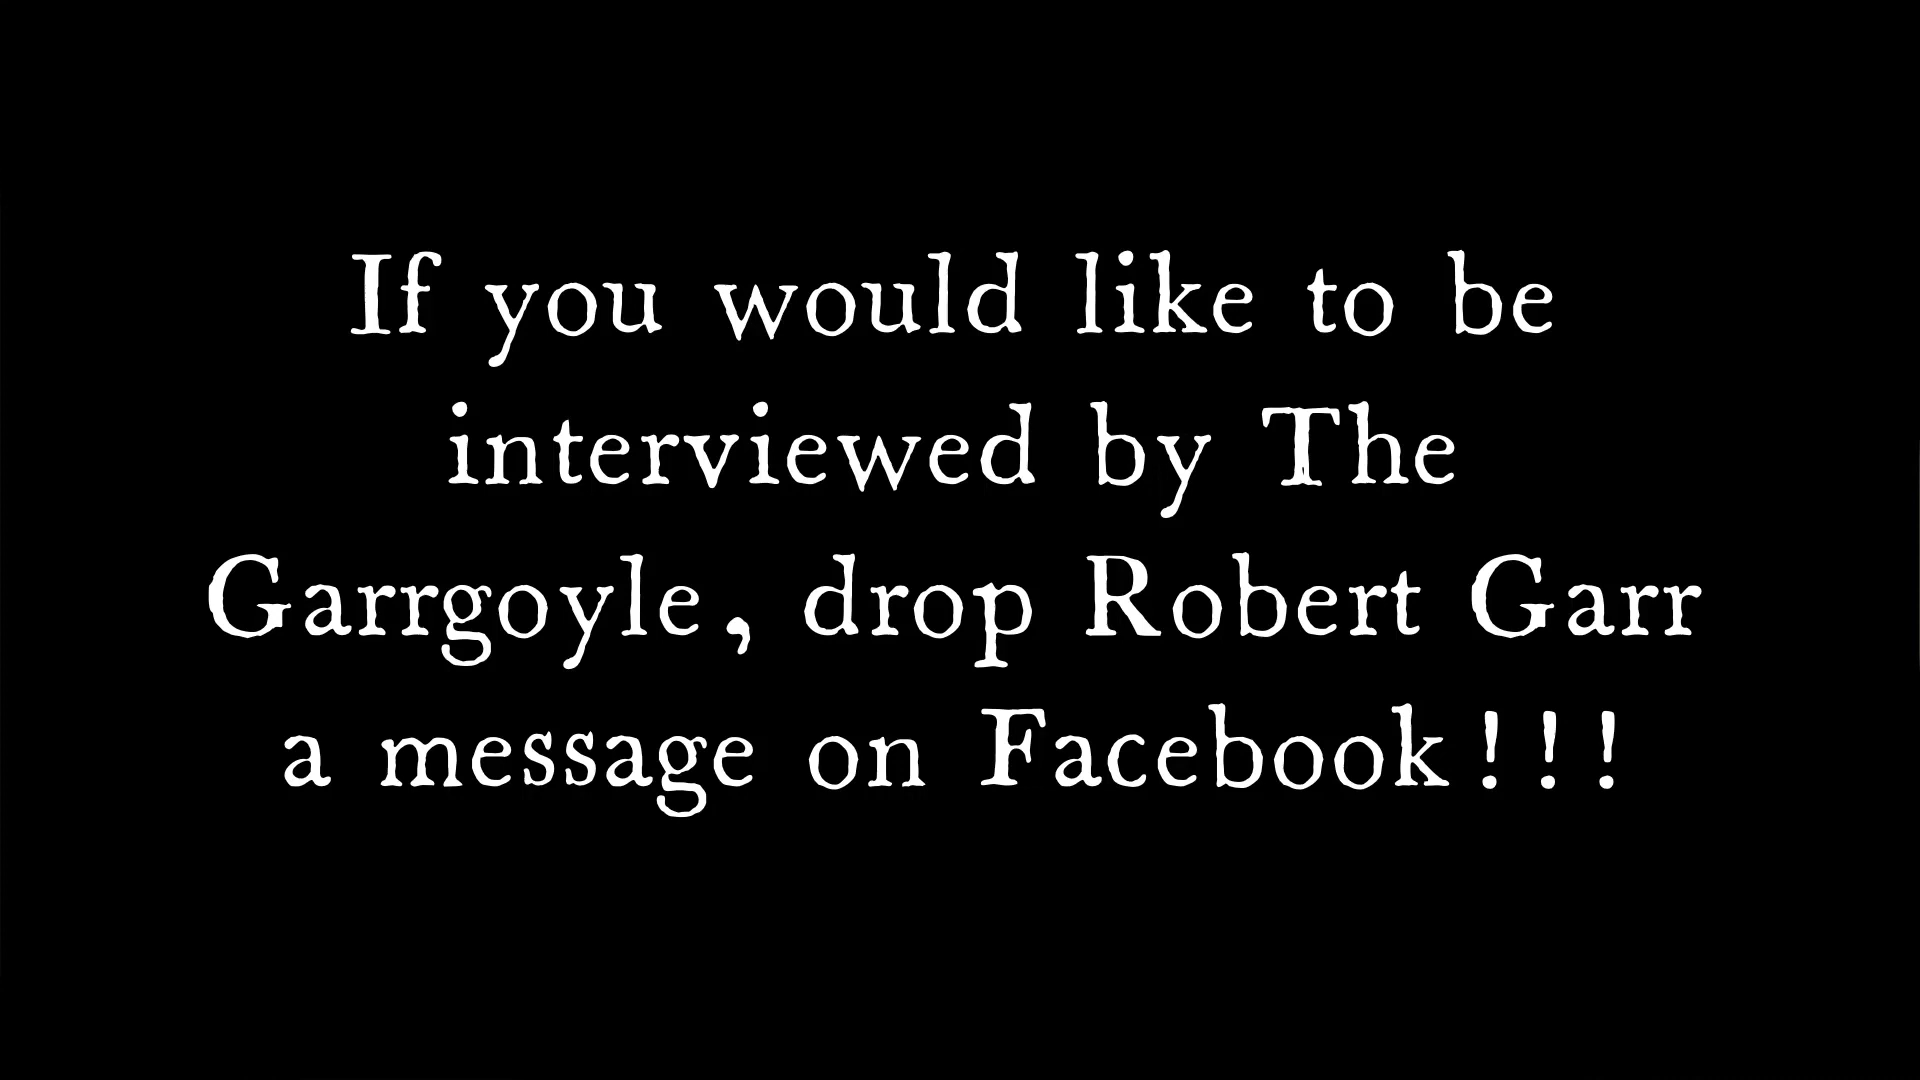 If you would like to be
interviewed by The
Garrgoyle, drop Robert Garr
a message on Facebook!!!